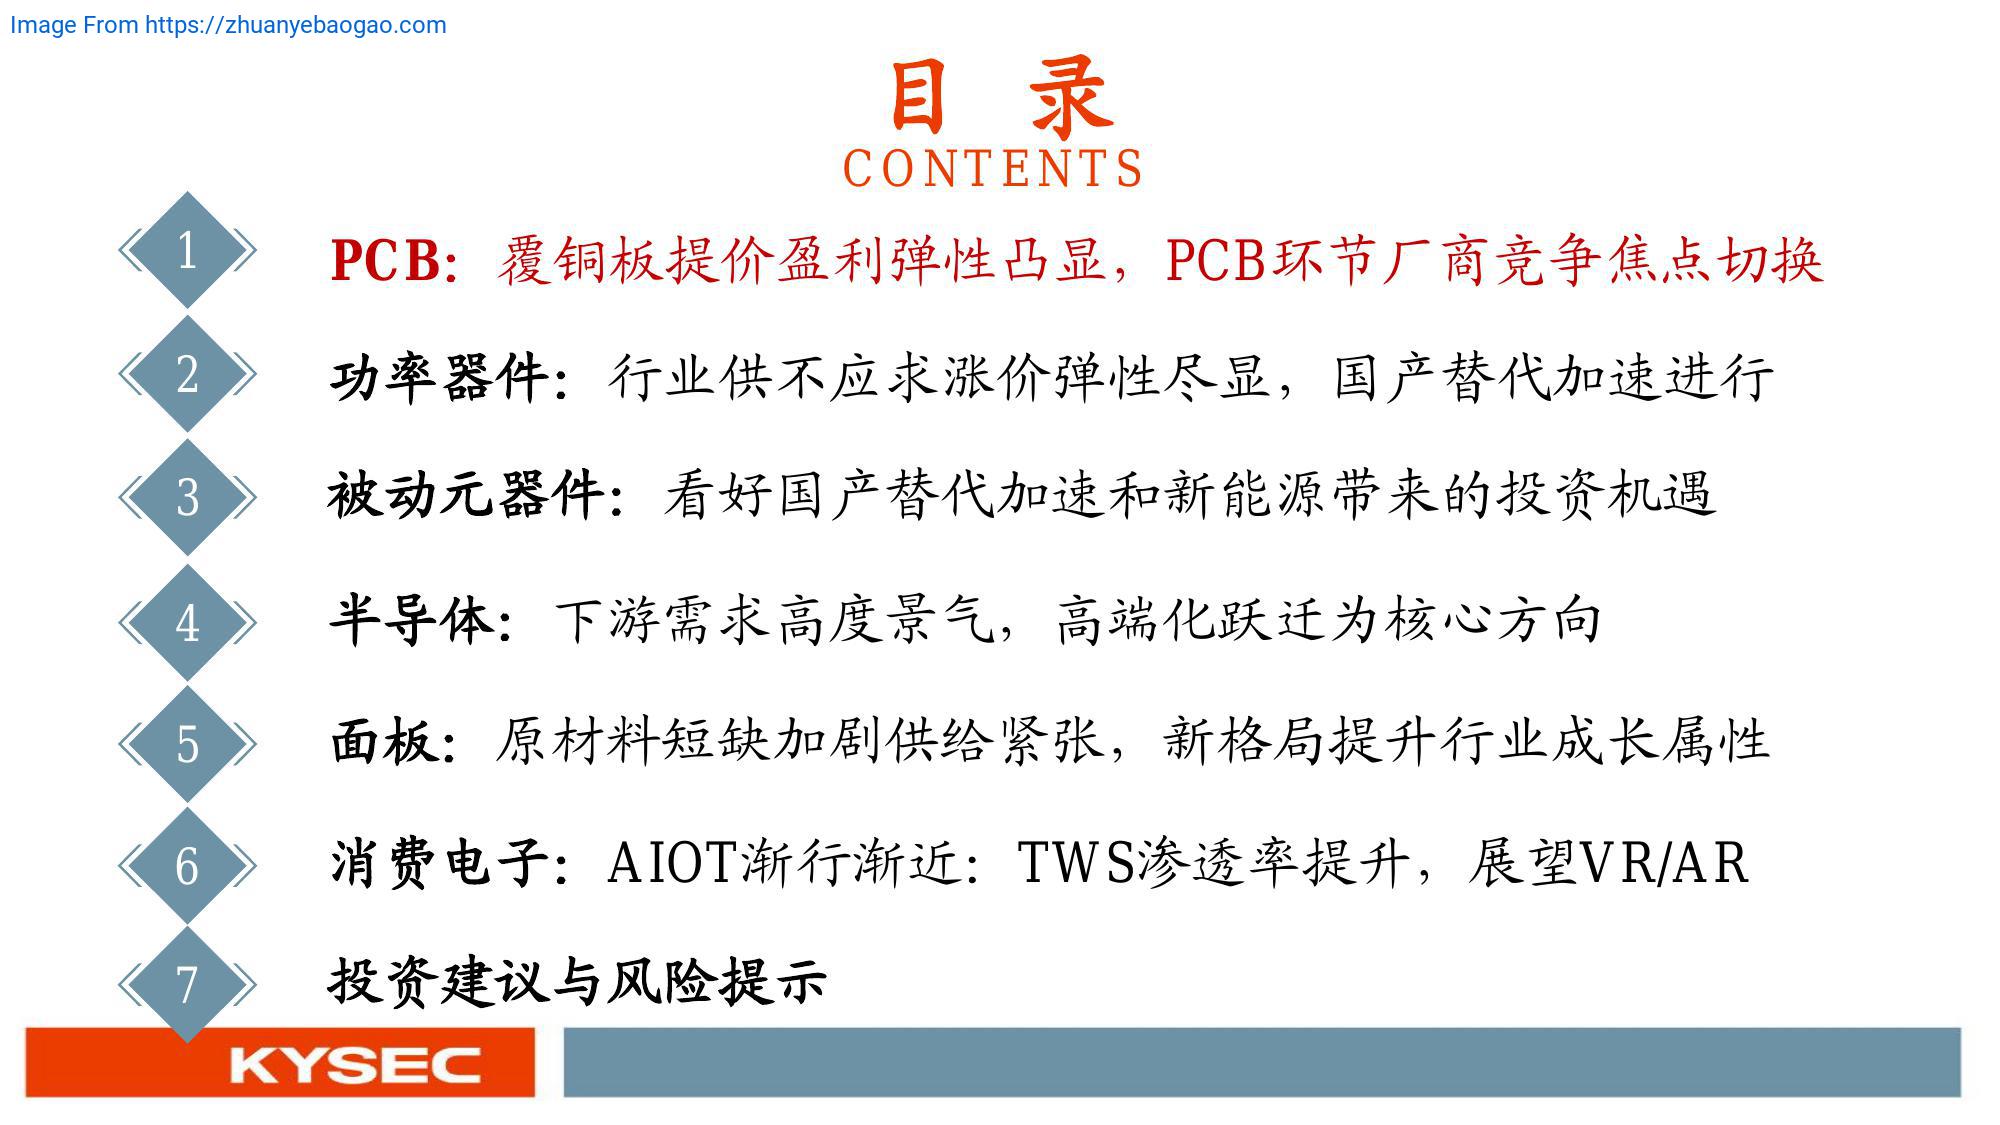 Image From https://zhuanyebaogao.com
目 录
CONTENTS
1 PCB：覆铜板提价盈利弹性凸显，PCB环节厂商竞争焦点切换
2 功率器件：行业供不应求涨价弹性尽显，国产替代加速进行
3 被动元器件：看好国产替代加速和新能源带来的投资机遇
4 半导体：下游需求高度景气，高端化跃迁为核心方向
5 面板：原材料短缺加剧供给紧张，新格局提升行业成长属性
6 消费电子：AIOT渐行渐近：TWS渗透率提升，展望VR/AR
7 投资建议与风险提示
KYSEC